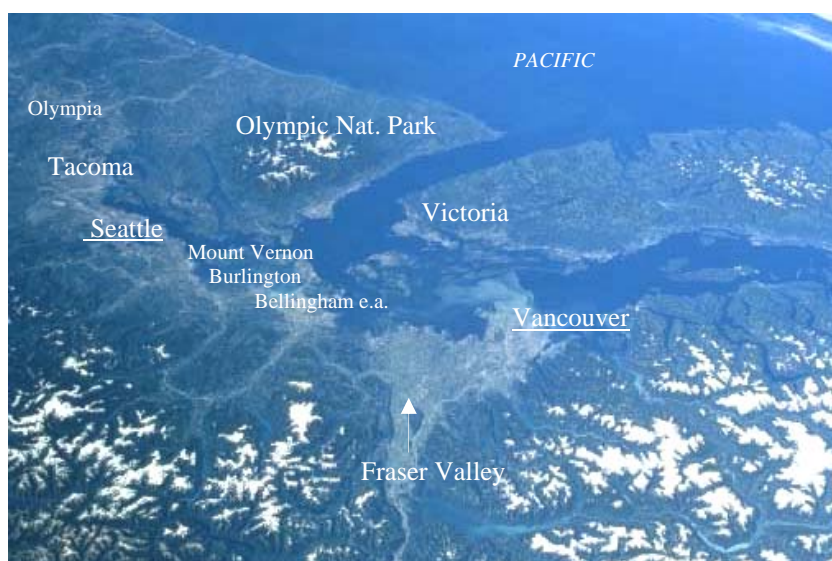 PACIFIC
Olympia
Olympic Nat. Park
Tacoma
Victoria
Seattle
Mount Vernon
Burlington
Bellingham e.a.
Vancouver
Fraser Valley